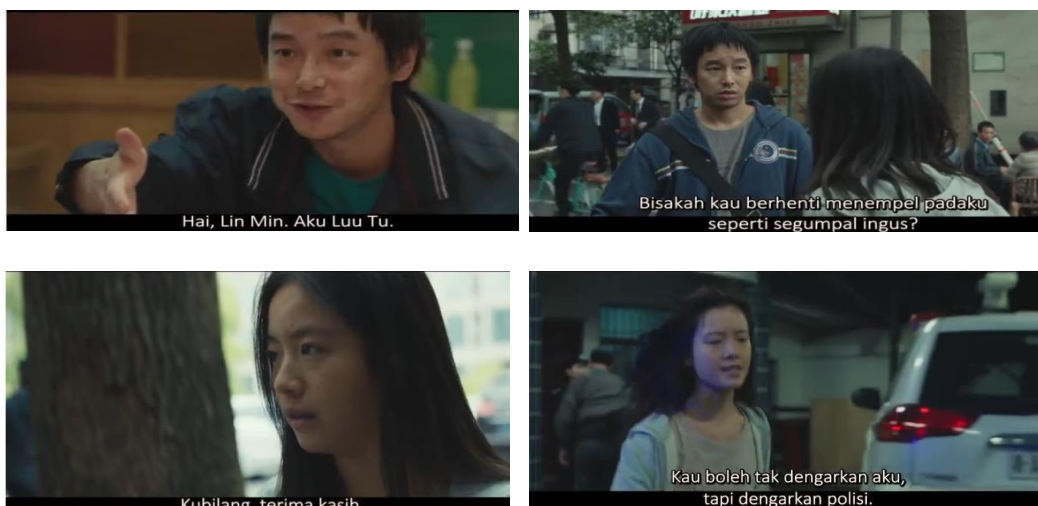 Hai, Lin Min. Aku Luu Tu.
Bisakah kau berhenti menempel padaku
seperti segumpal ingus?
Kubilang, terima kasih.
Kau boleh tak dengarkan aku,
tapi dengarkan polisi.